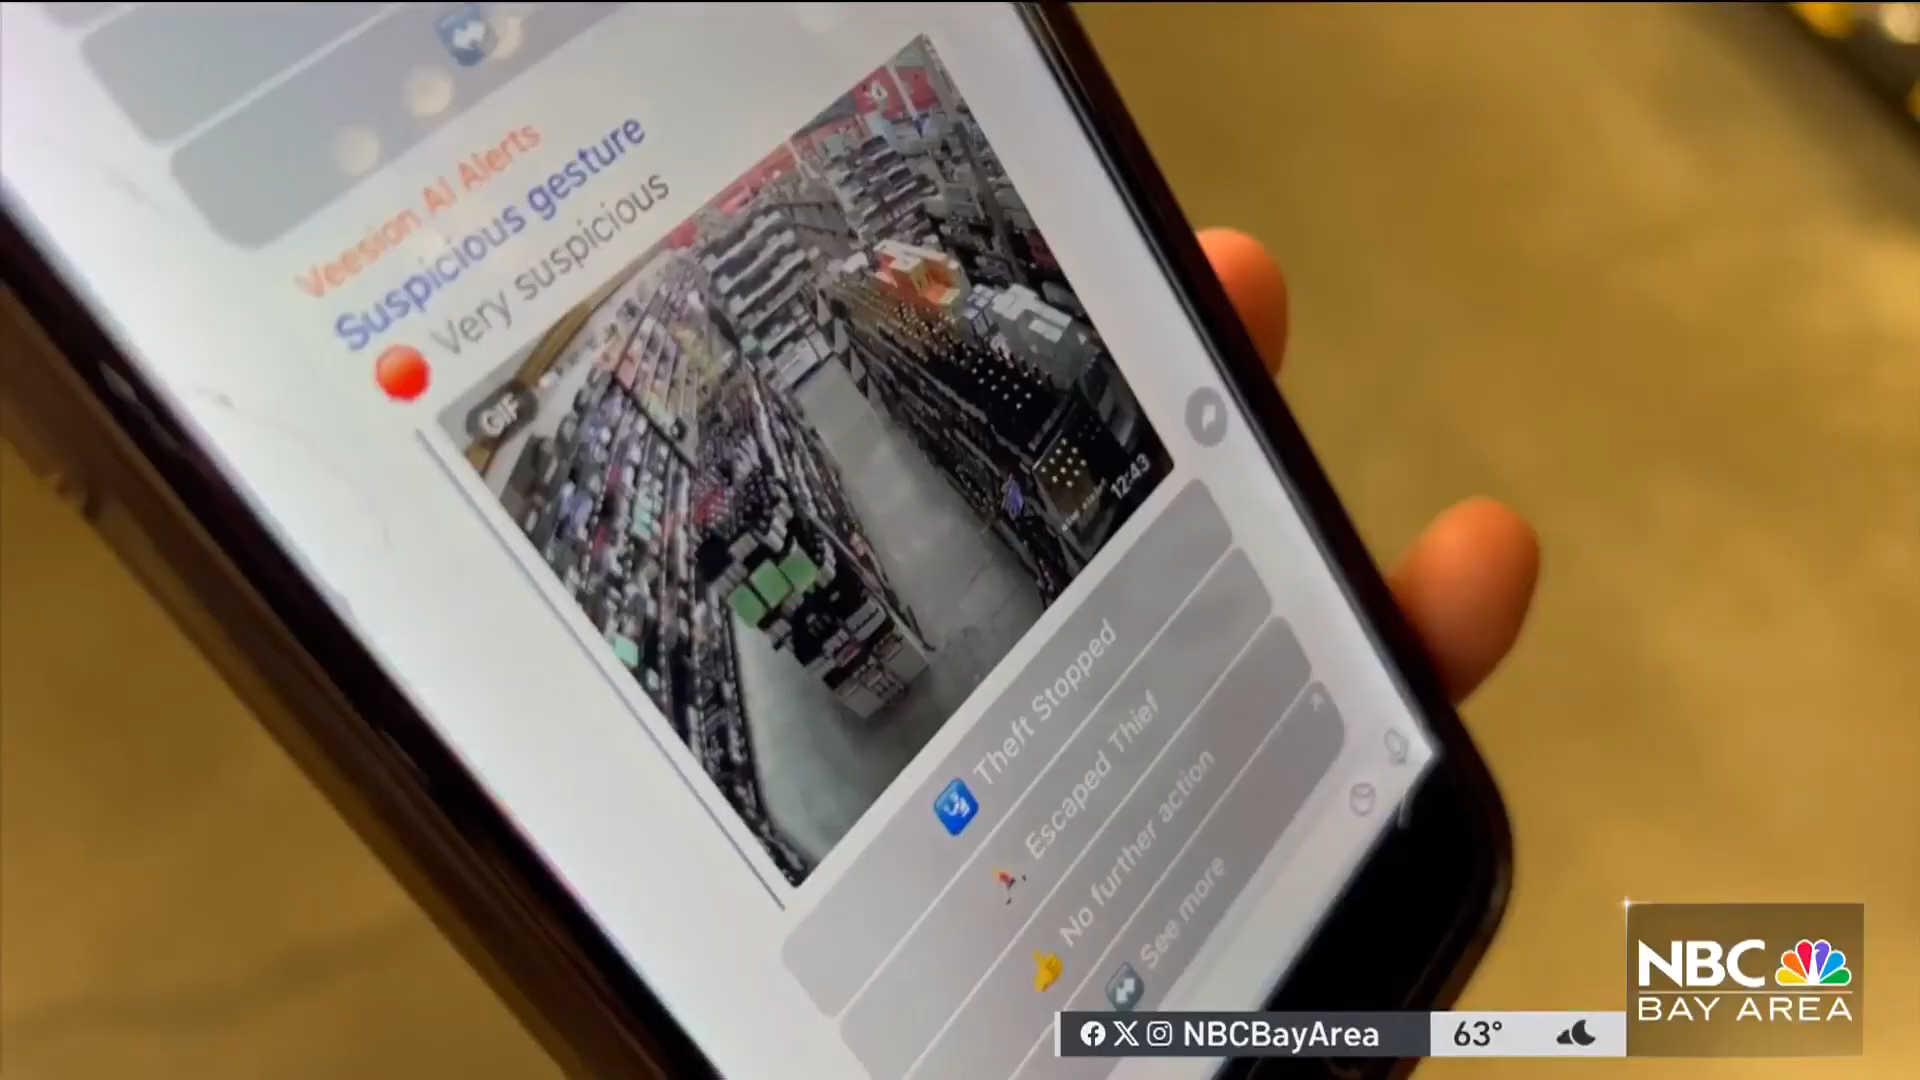 Veesion AI Alerts
Suspicious gesture
Very suspicious
GIF
12:43
Theft Stopped
Escaped Thief
No further action
See more
NBCBayArea
63°
NBC
BAY AREA